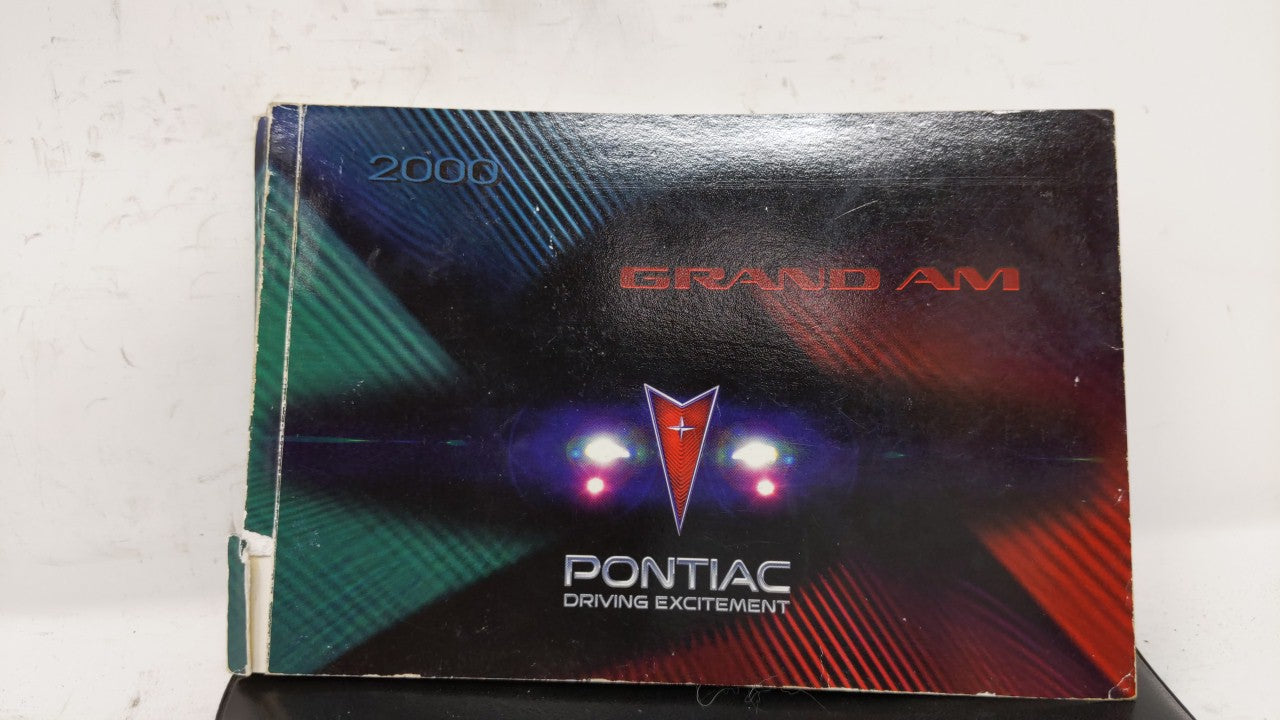 2000
GRAND AM
PONTIAC
DRIVING EXCITEMENT